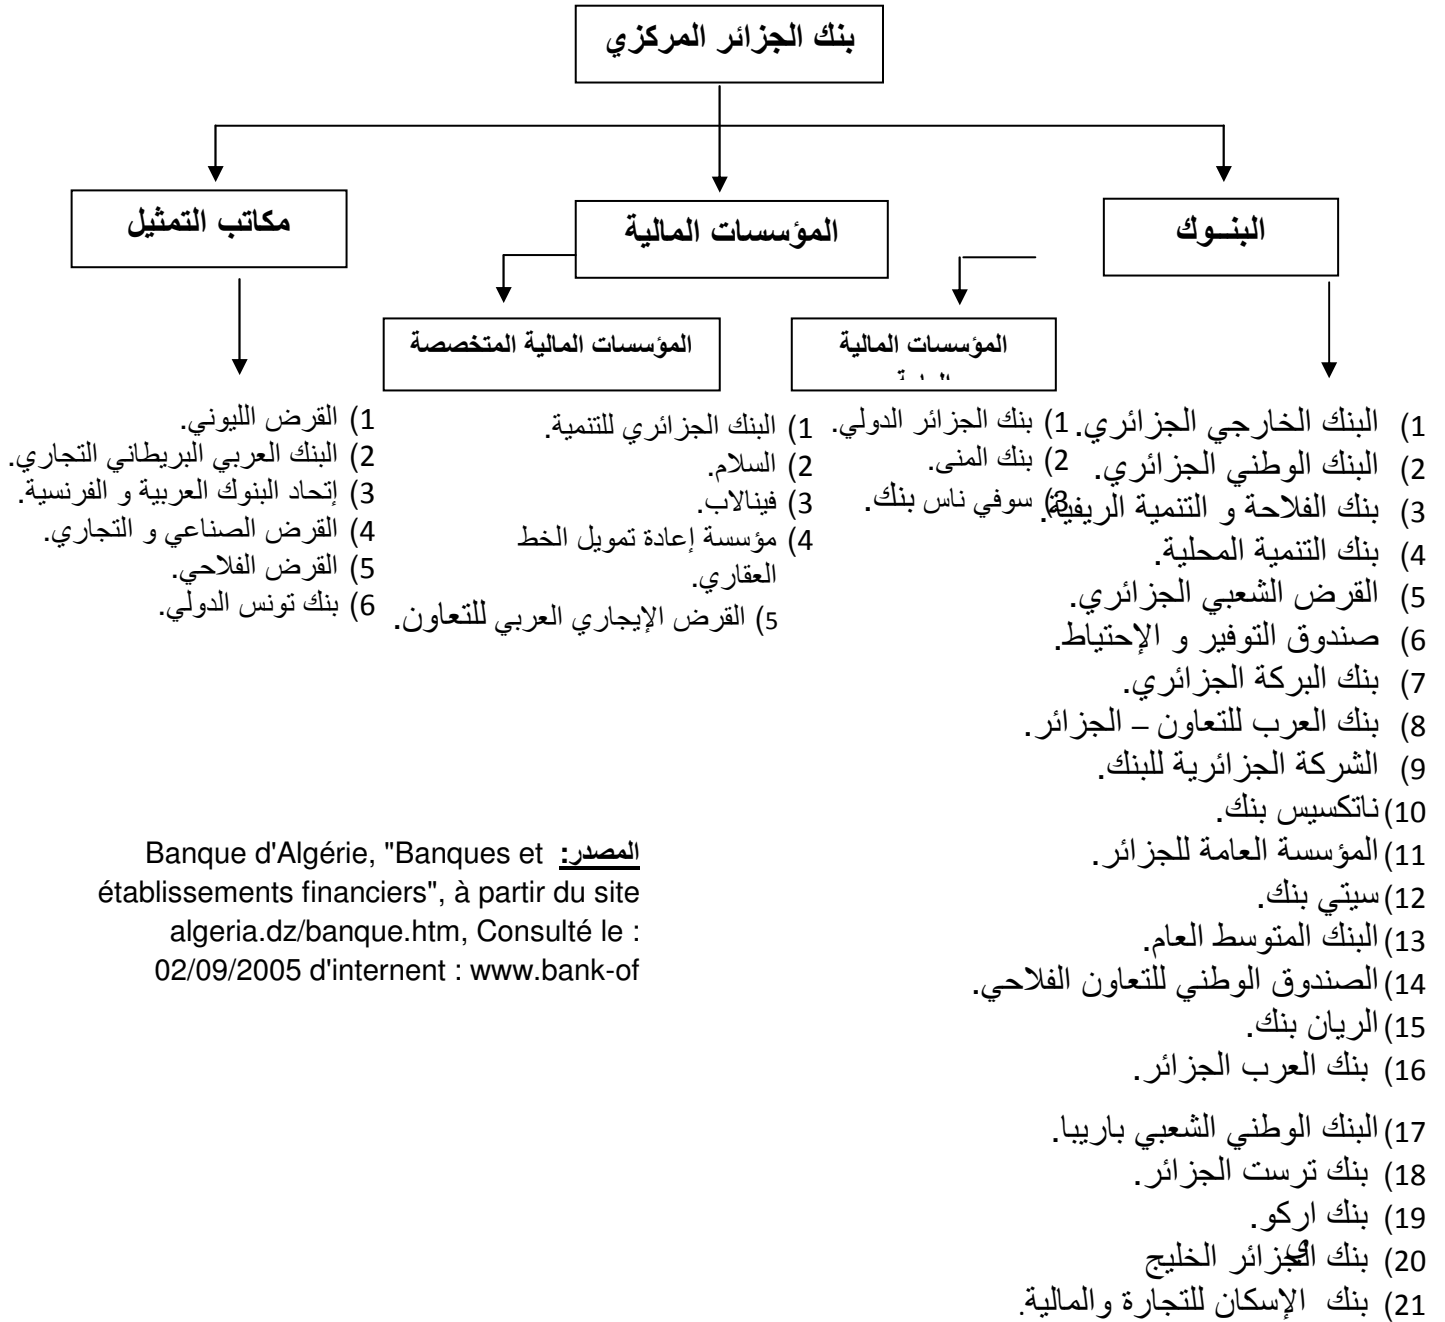 بنك الجزائر المركزي
البنــوك
المؤسسات المالية
مكاتب التمثيل
المؤسسات المالية
المؤسسات المالية المتخصصة
1) البنك الخارجي الجزائري.
2) البنك الوطني الجزائري.
3) بنك الفلاحة و التنمية الريفية.
4) بنك التنمية المحلية.
5) القرض الشعبي الجزائري.
6) صندوق التوفير و الإحتياط.
7) بنك البركة الجزائري.
8) بنك العرب للتعاون – الجزائر.
9) الشركة الجزائرية للبنك.
10) ناتكسيس بنك.
11) المؤسسة العامة للجزائر.
12) سيتي بنك.
13) البنك المتوسط العام.
14) الصندوق الوطني للتعاون الفلاحي.
15) الريان بنك.
16) بنك العرب الجزائر.
17) البنك الوطني الشعبي باريبا.
18) بنك ترست الجزائر.
19) بنك اركو.
20) بنك الجزائر الخليج
21) بنك الإسكان للتجارة والمالية.
1) بنك الجزائر الدولي.
2) بنك المنى.
3) سوفي ناس بنك.
1) البنك الجزائري للتنمية.
2) السلام.
3) فينالاب.
4) مؤسسة إعادة تمويل الخط
العقاري.
5) القرض الإيجاري العربي للتعاون.
1) القرض الليوني.
2) البنك العربي البريطاني التجاري.
3) إتحاد البنوك العربية و الفرنسية.
4) القرض الصناعي و التجاري.
5) القرض الفلاحي.
6) بنك تونس الدولي.
المصدر: Banque d'Algérie, "Banques et
établissements financiers", à partir du site
algeria.dz/banque.htm, Consulté le :
02/09/2005 d'internent : www.bank-of